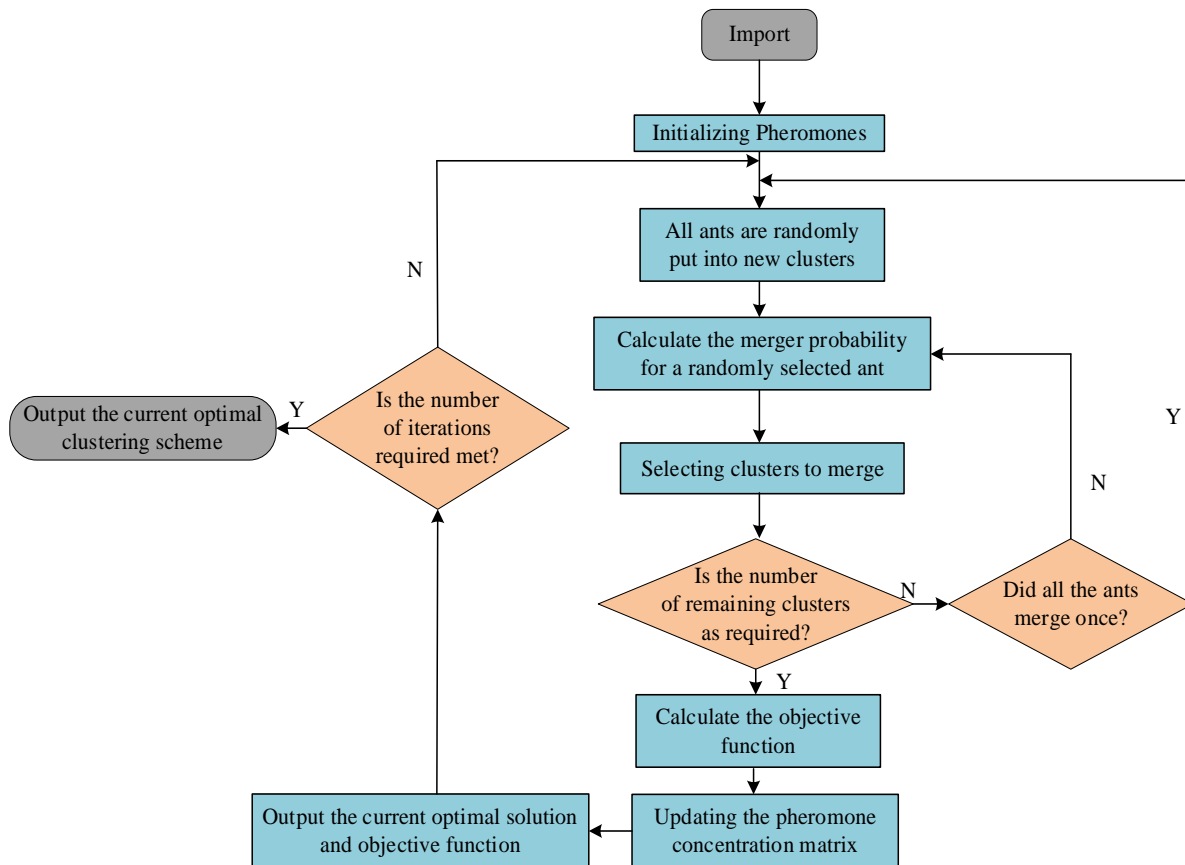 Import
Initializing Pheromones
All ants are randomly
put into new clusters
N
Calculate the merger probability
for a randomly selected ant
Output the current optimal
clustering scheme
Y
Is the number
of iterations
required met?
Y
Selecting clusters to merge
N
Is the number
of remaining clusters
as required?
N
Did all the ants
merge once?
Y
Calculate the objective
function
Output the current optimal solution
and objective function
Updating the pheromone
concentration matrix